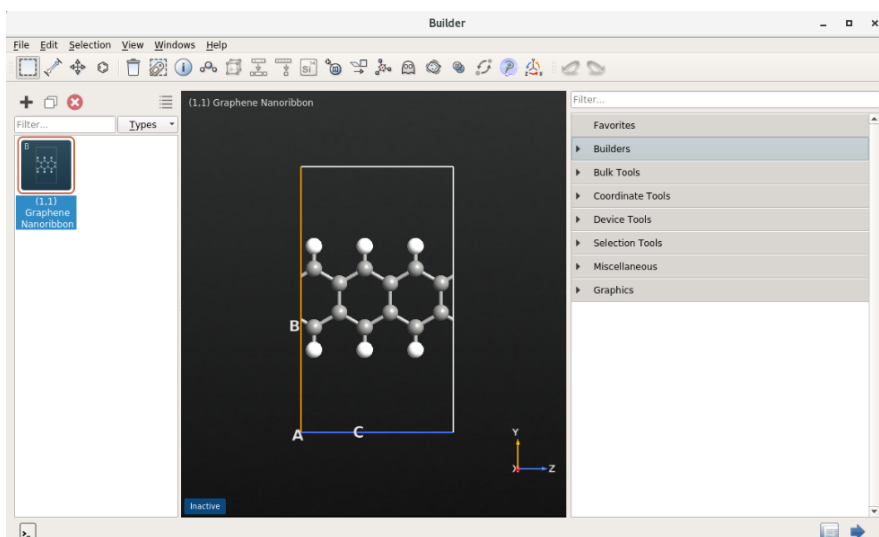 Builder
File Edit Selection View Windows Help
Si
Filter...
Types
B
(1,1)
Graphene
Nanoribbon
(1,1) Graphene Nanoribbon
B
A
C
Y
X
Z
Inactive
Filter...
Favorites
Builders
Bulk Tools
Coordinate Tools
Device Tools
Selection Tools
Miscellaneous
Graphics